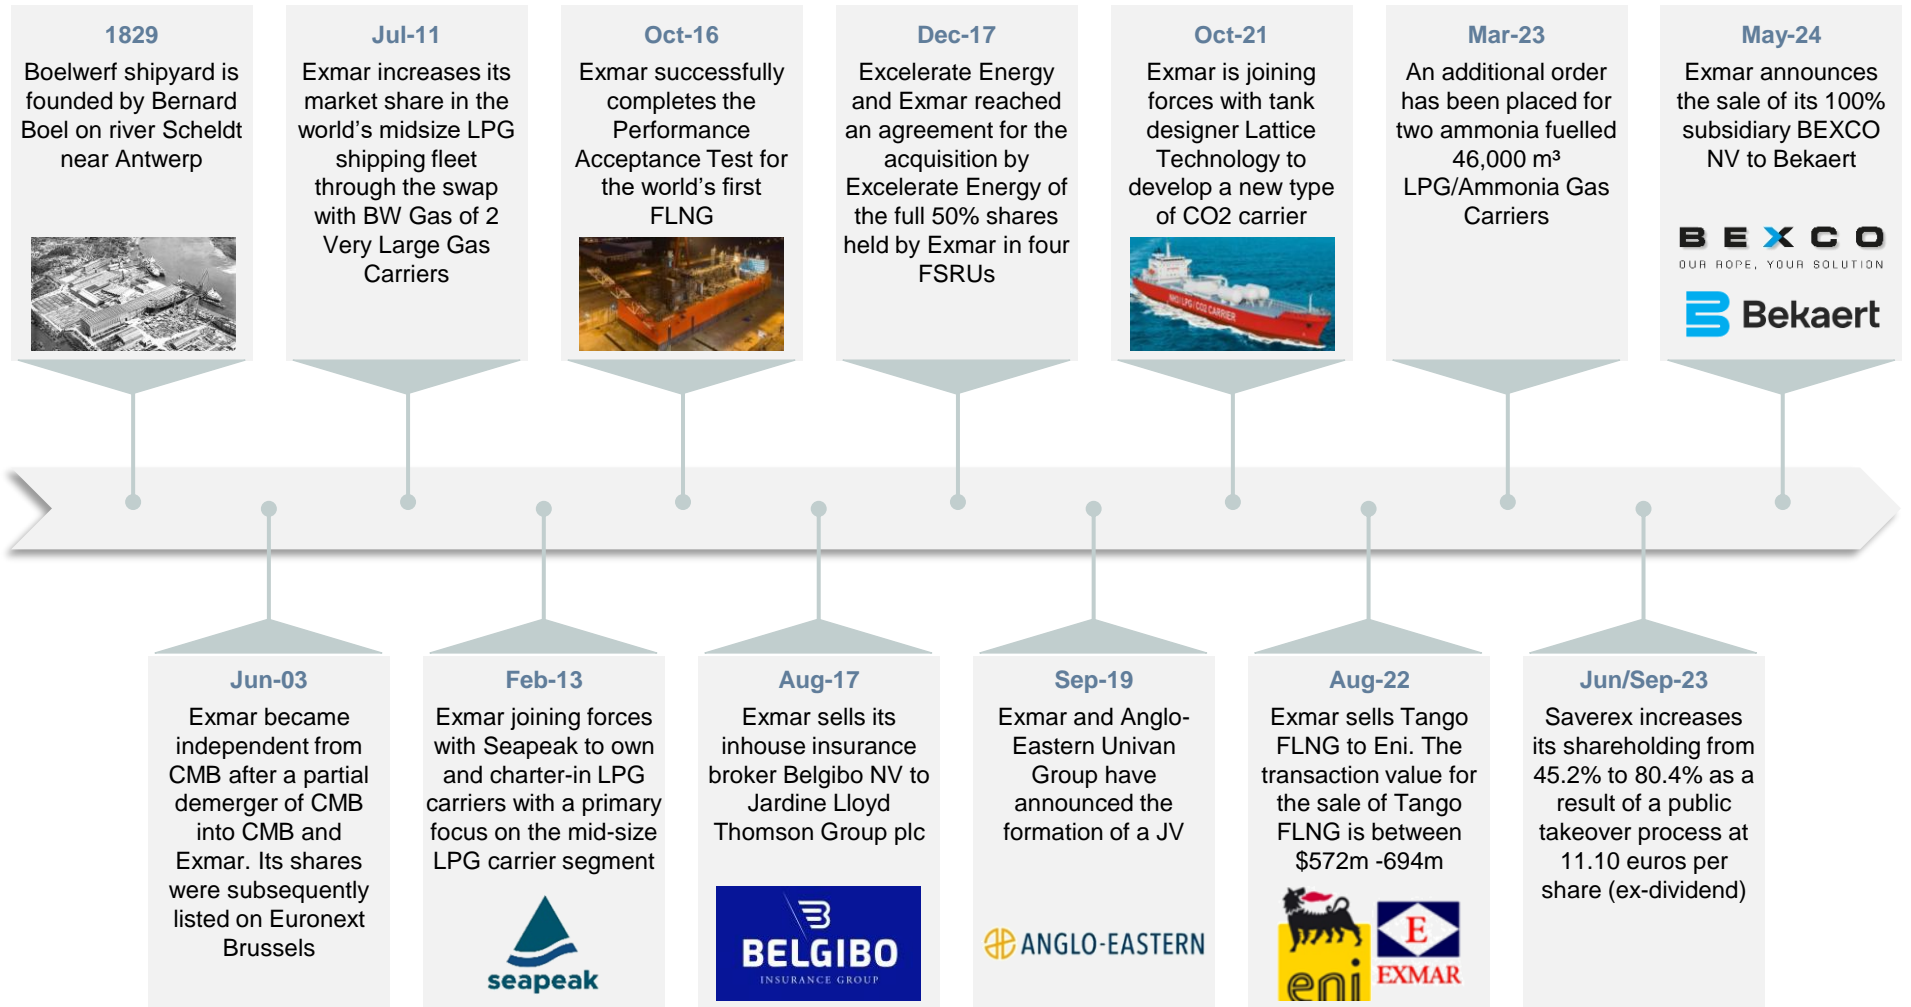 1829
Boelwerf shipyard is
founded by Bernard
Boel on river Scheldt
near Antwerp
Jul-11
Exmar increases its
market share in the
world's midsize LPG
shipping fleet
through the swap
with BW Gas of 2
Very Large Gas
Carriers
Oct-16
Exmar successfully
completes the
Performance
Acceptance Test for
the world's first
FLNG
Dec-17
Excelerate Energy
and Exmar reached
an agreement for the
acquisition by
Excelerate Energy of
the full 50% shares
held by Exmar in four
FSRUs
Oct-21
Exmar is joining
forces with tank
designer Lattice
Technology to
develop a new type
of CO2 carrier
NH3 / LPG / CO2 CARRIER
Mar-23
An additional order
has been placed for
two ammonia fuelled
46,000 m³
LPG/Ammonia Gas
Carriers
May-24
Exmar announces
the sale of its 100%
subsidiary BEXCO
NV to Bekaert
BEXCO
OUR ROPE, YOUR SOLUTION
Bekaert
Jun-03
Exmar became
independent from
CMB after a partial
demerger of CMB
into CMB and
Exmar. Its shares
were subsequently
listed on Euronext
Brussels
Feb-13
Exmar joining forces
with Seapeak to own
and charter-in LPG
carriers with a primary
focus on the mid-size
LPG carrier segment
seapeak
Aug-17
Exmar sells its
inhouse insurance
broker Belgibo NV to
Jardine Lloyd
Thomson Group plc
BELGIBO
INSURANCE GROUP
Sep-19
Exmar and Anglo-
Eastern Univan
Group have
announced the
formation of a JV
ANGLO-EASTERN
Aug-22
Exmar sells Tango
FLNG to Eni. The
transaction value for
the sale of Tango
FLNG is between
$572m -694m
eni
E
EXMAR
Jun/Sep-23
Saverex increases
its shareholding from
45.2% to 80.4% as a
result of a public
takeover process at
11.10 euros per
share (ex-dividend)